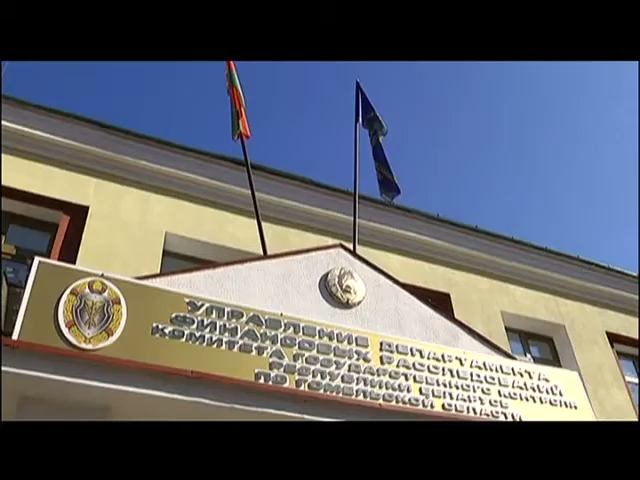 УПРАВЛЕНИЕ ДЕПАРТАМЕНТА
ФИНАНСОВЫХ РАССЛЕДОВАНИЙ
КОМИТЕТА ГОСУДАРСТВЕННОГО КОНТРОЛЯ
РЕСПУБЛИКИ БЕЛАРУСЬ
ПО ГОМЕЛЬСКОЙ ОБЛАСТИ